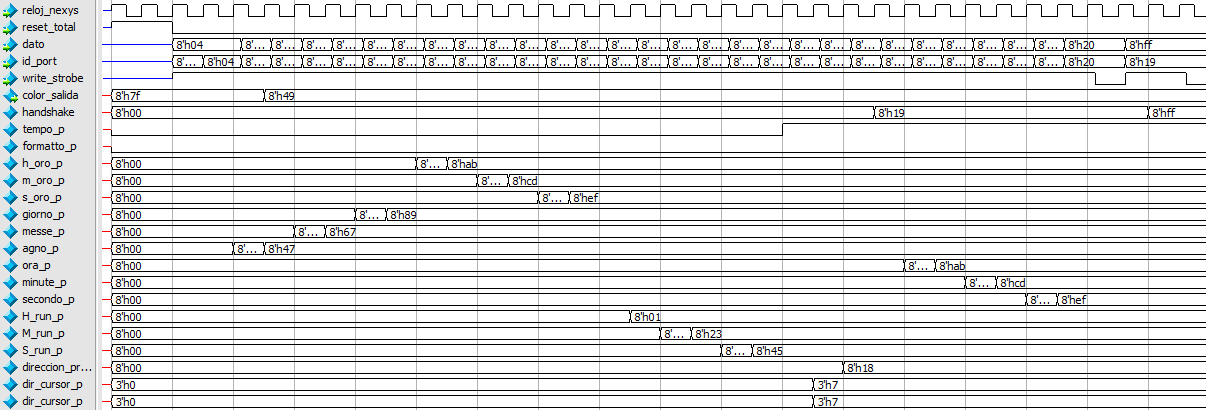 reloj_nexys
reset_total
dato 8'h04 8'... 8'... 8'... 8'... 8'... 8'... 8'... 8'... 8'... 8'... 8'... 8'... 8'... 8'... 8'... 8'... 8'... 8'... 8'... 8'... 8'... 8'... 8'... 8'... 8'... 8'... 8'... 8'h20 8'hff
id_port 8'... 8'h04 8'... 8'... 8'... 8'... 8'... 8'... 8'... 8'... 8'... 8'... 8'... 8'... 8'... 8'... 8'... 8'... 8'... 8'... 8'... 8'... 8'... 8'... 8'... 8'... 8'... 8'... 8'... 8'h20 8'h19
write_strobe
color_salida 8'h7f 8'h49
handshake 8'h00 8'h19 8'hff
tempo_p
formatto_p
h_oro_p 8'h00 8'... 8'hab
m_oro_p 8'h00 8'... 8'hcd
s_oro_p 8'h00 8'... 8'hef
giorno_p 8'h00 8'... 8'h89
messe_p 8'h00 8'... 8'h67
agno_p 8'h00 8'... 8'h47
ora_p 8'h00 8'... 8'hab
minute_p 8'h00 8'... 8'hcd
secondo_p 8'h00 8'... 8'hef
H_run_p 8'h00 8'h01
M_run_p 8'h00 8'... 8'h23
S_run_p 8'h00 8'... 8'h45
direccion_pr... 8'h00 8'h18
dir_cursor_p 3'h0 3'h7
dir_cursor_p 3'h0 3'h7